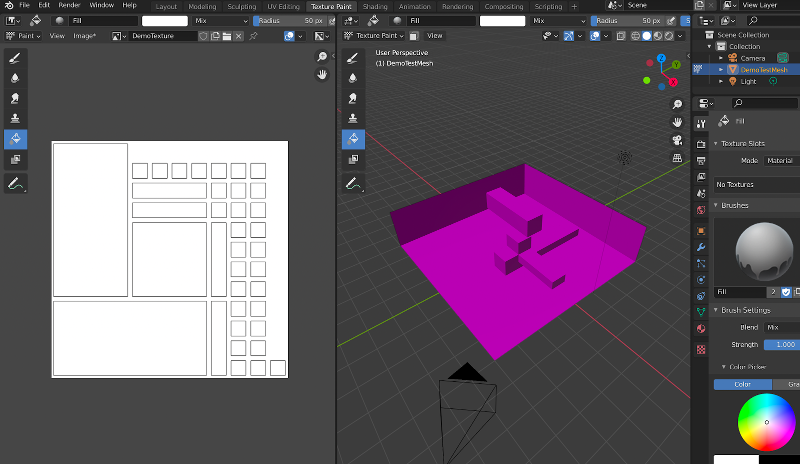 File Edit Render Window Help Layout Modeling Sculpting UV Editing Texture Paint Shading Animation Rendering Compositing Scripting + Scene View Layer
Fill Mix Radius 50 px Fill Mix Radius 50 px
Paint View Image* DemoTexture Texture Paint View
Scene Collection
Collection
Camera
DemoTestMesh
Light
User Perspective
(1) DemoTestMesh
Z
Y
X
Fill
Texture Slots
Mode Material
No Textures
Brushes
Fill 2
Brush Settings
Blend Mix
Strength 1.000
Color Picker
Color Gra